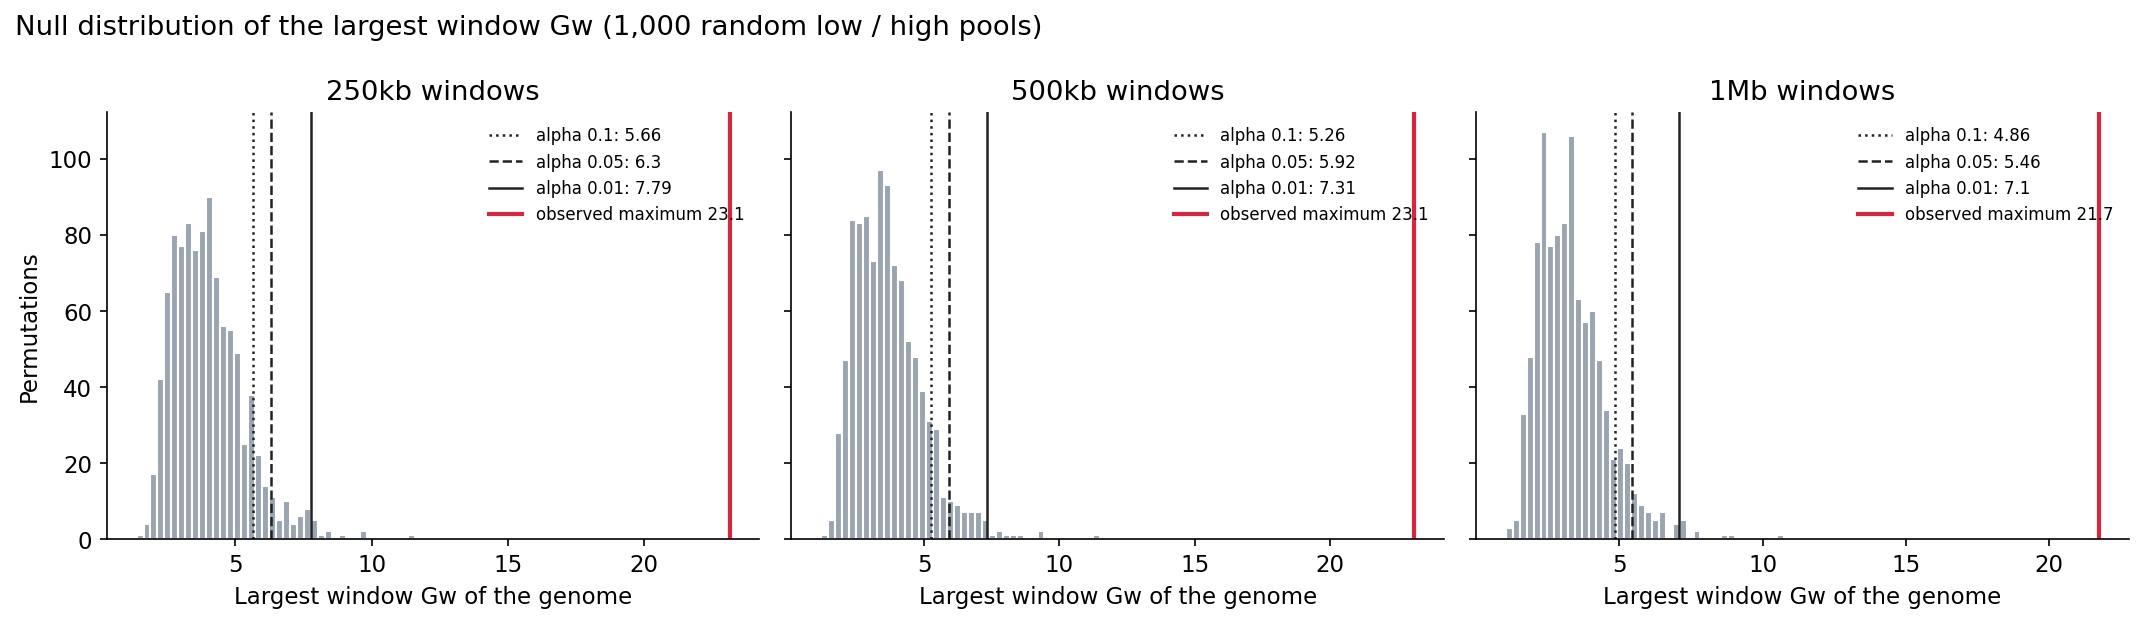 Null distribution of the largest window Gw (1,000 random low / high pools)
250kb windows
alpha 0.1: 5.66
alpha 0.05: 6.3
alpha 0.01: 7.79
observed maximum 23.1
Permutations
100
80
60
40
20
0
5
10
15
20
Largest window Gw of the genome
500kb windows
alpha 0.1: 5.26
alpha 0.05: 5.92
alpha 0.01: 7.31
observed maximum 23.1
5
10
15
20
Largest window Gw of the genome
1Mb windows
alpha 0.1: 4.86
alpha 0.05: 5.46
alpha 0.01: 7.1
observed maximum 21.7
5
10
15
20
Largest window Gw of the genome